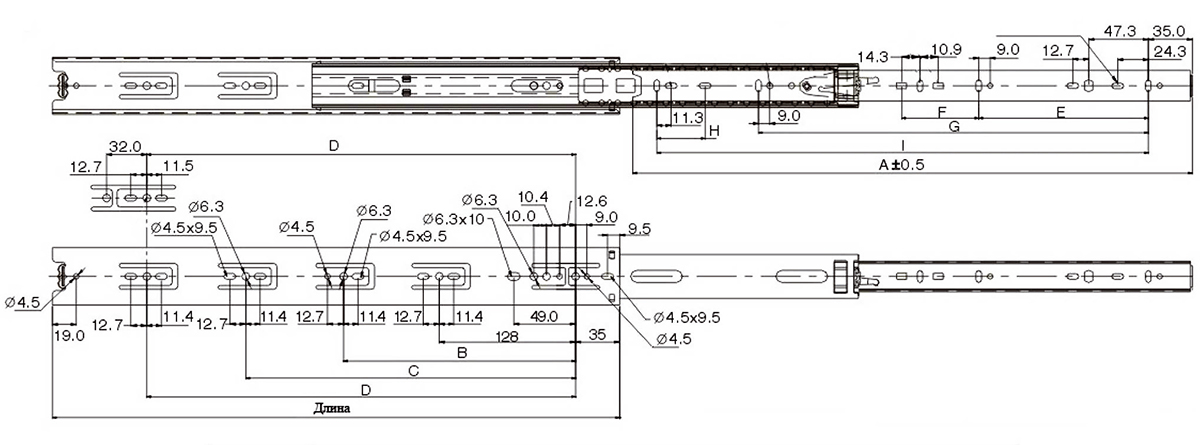 47.3 35.0
14.3 10.9 9.0 12.7 24.3
11.3 9.0 F E
H G
I
32.0 D A±0.5
12.7 11.5
Ø6.3 Ø6.3 Ø6.3 10.4 12.6
Ø4.5x9.5 Ø4.5 Ø4.5x9.5 Ø6.3x10 10.0 9.0
9.5
Ø4.5
12.7 11.4 12.7 11.4 12.7 11.4 12.7 11.4 49.0 Ø4.5x9.5
19.0 128 35 Ø4.5
B
C
D
Длина